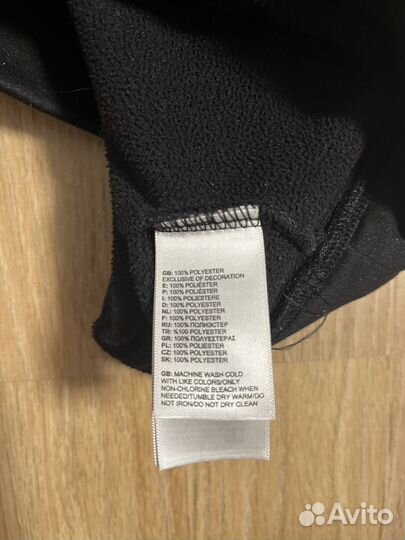 GB: 100% POLYESTER
EXCLUSIVE OF DECORATION
E: 100% POLIÉSTER
P: 100% POLIÉSTER
I: 100% POLIESTERE
D: 100% POLYESTER
NL: 100% POLYESTER
F: 100% POLYESTER
RU: 100% ПОЛИЭСТЕР
TR: %100 POLYESTER
GR: 100% ΠΟΛΥΕΣΤΕΡΑΣ
PL: 100% POLIESTER
CZ: 100% POLYESTER
SK: 100% POLYESTER
GB: MACHINE WASH COLD
WITH LIKE COLORS/ONLY
NON-CHLORINE BLEACH WHEN
NEEDED/TUMBLE DRY WARM/DO
NOT IRON/DO NOT DRY CLEAN
Avito